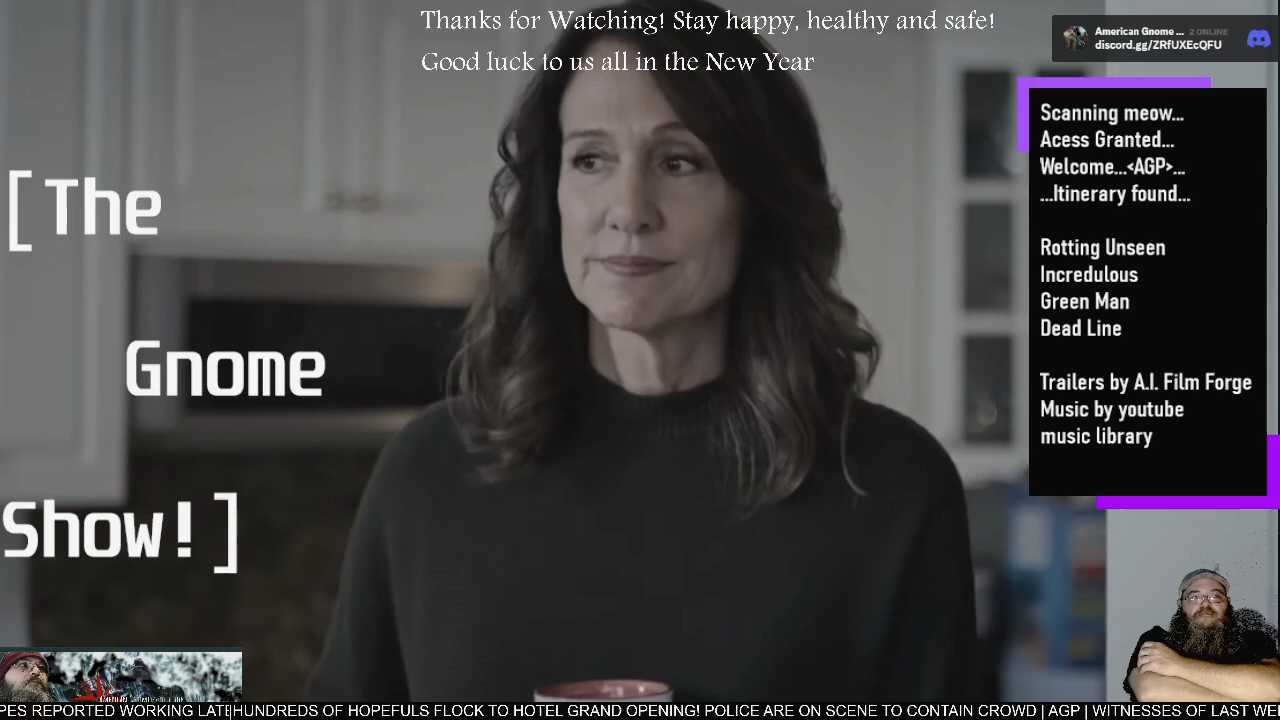 Thanks for Watching! Stay happy, healthy and safe!
Good luck to us all in the New Year
American Gnome ... 2 ONLINE
discord.gg/ZRfUXEcQFU
[The
Gnome
Show!]
Scanning meow...
Acess Granted...
Welcome...<AGP>...
...Itinerary found...
Rotting Unseen
Incredulous
Green Man
Dead Line
Trailers by A.I. Film Forge
Music by youtube
music library
PES REPORTED WORKING LATE|HUNDREDS OF HOPEFULS FLOCK TO HOTEL GRAND OPENING! POLICE ARE ON SCENE TO CONTAIN CROWD | AGP | WITNESSES OF LAST WE